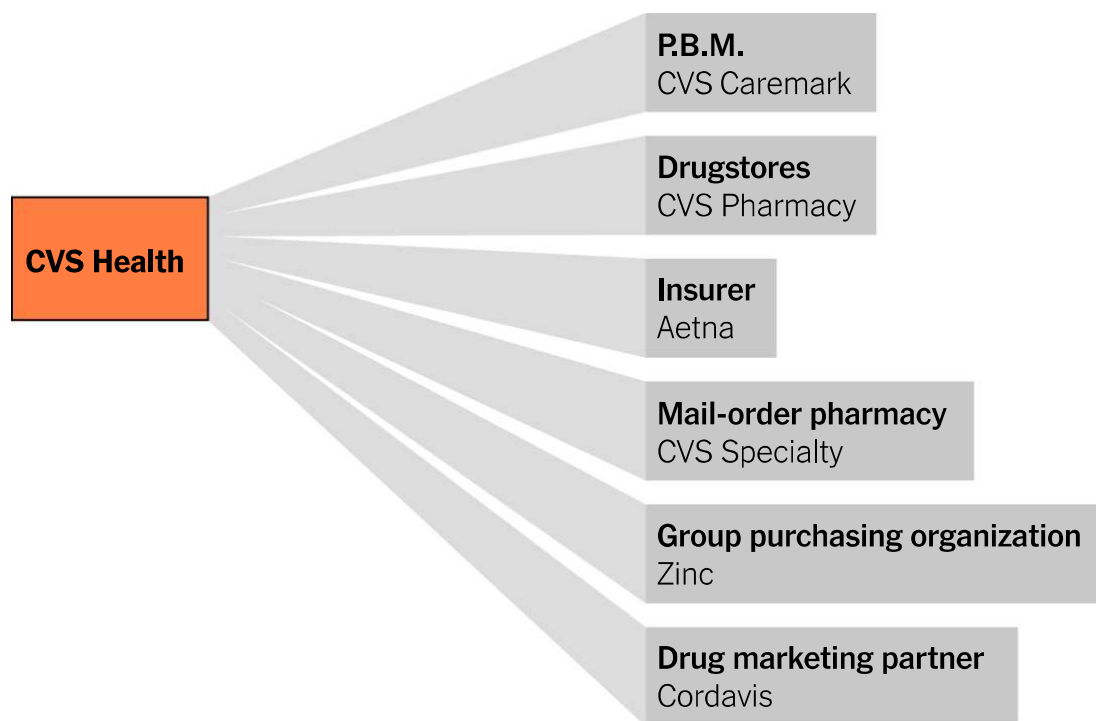 P.B.M.
CVS Caremark
Drugstores
CVS Pharmacy
CVS Health
Insurer
Aetna
Mail-order pharmacy
CVS Specialty
Group purchasing organization
Zinc
Drug marketing partner
Cordavis